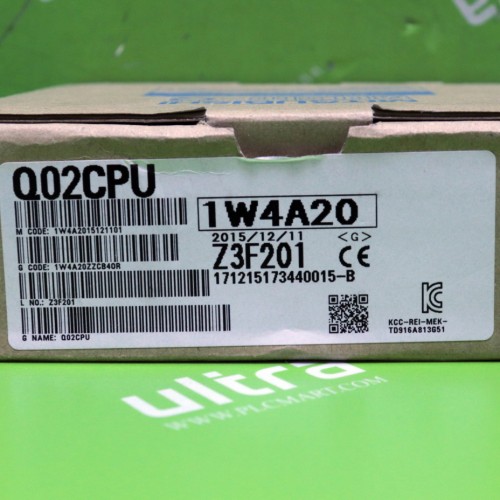 Q02CPU
1W4A20
M CODE: 1W4A2015121101
2015/12/11 <G>
Z3F201 CE
G CODE: 1W4A20ZZCB40R
171215173440015-B
L NO.: Z3F201
KCC-REI-MEK-
TD916A813G51
G NAME: Q02CPU
ultra
WWW.PLCMART.COM